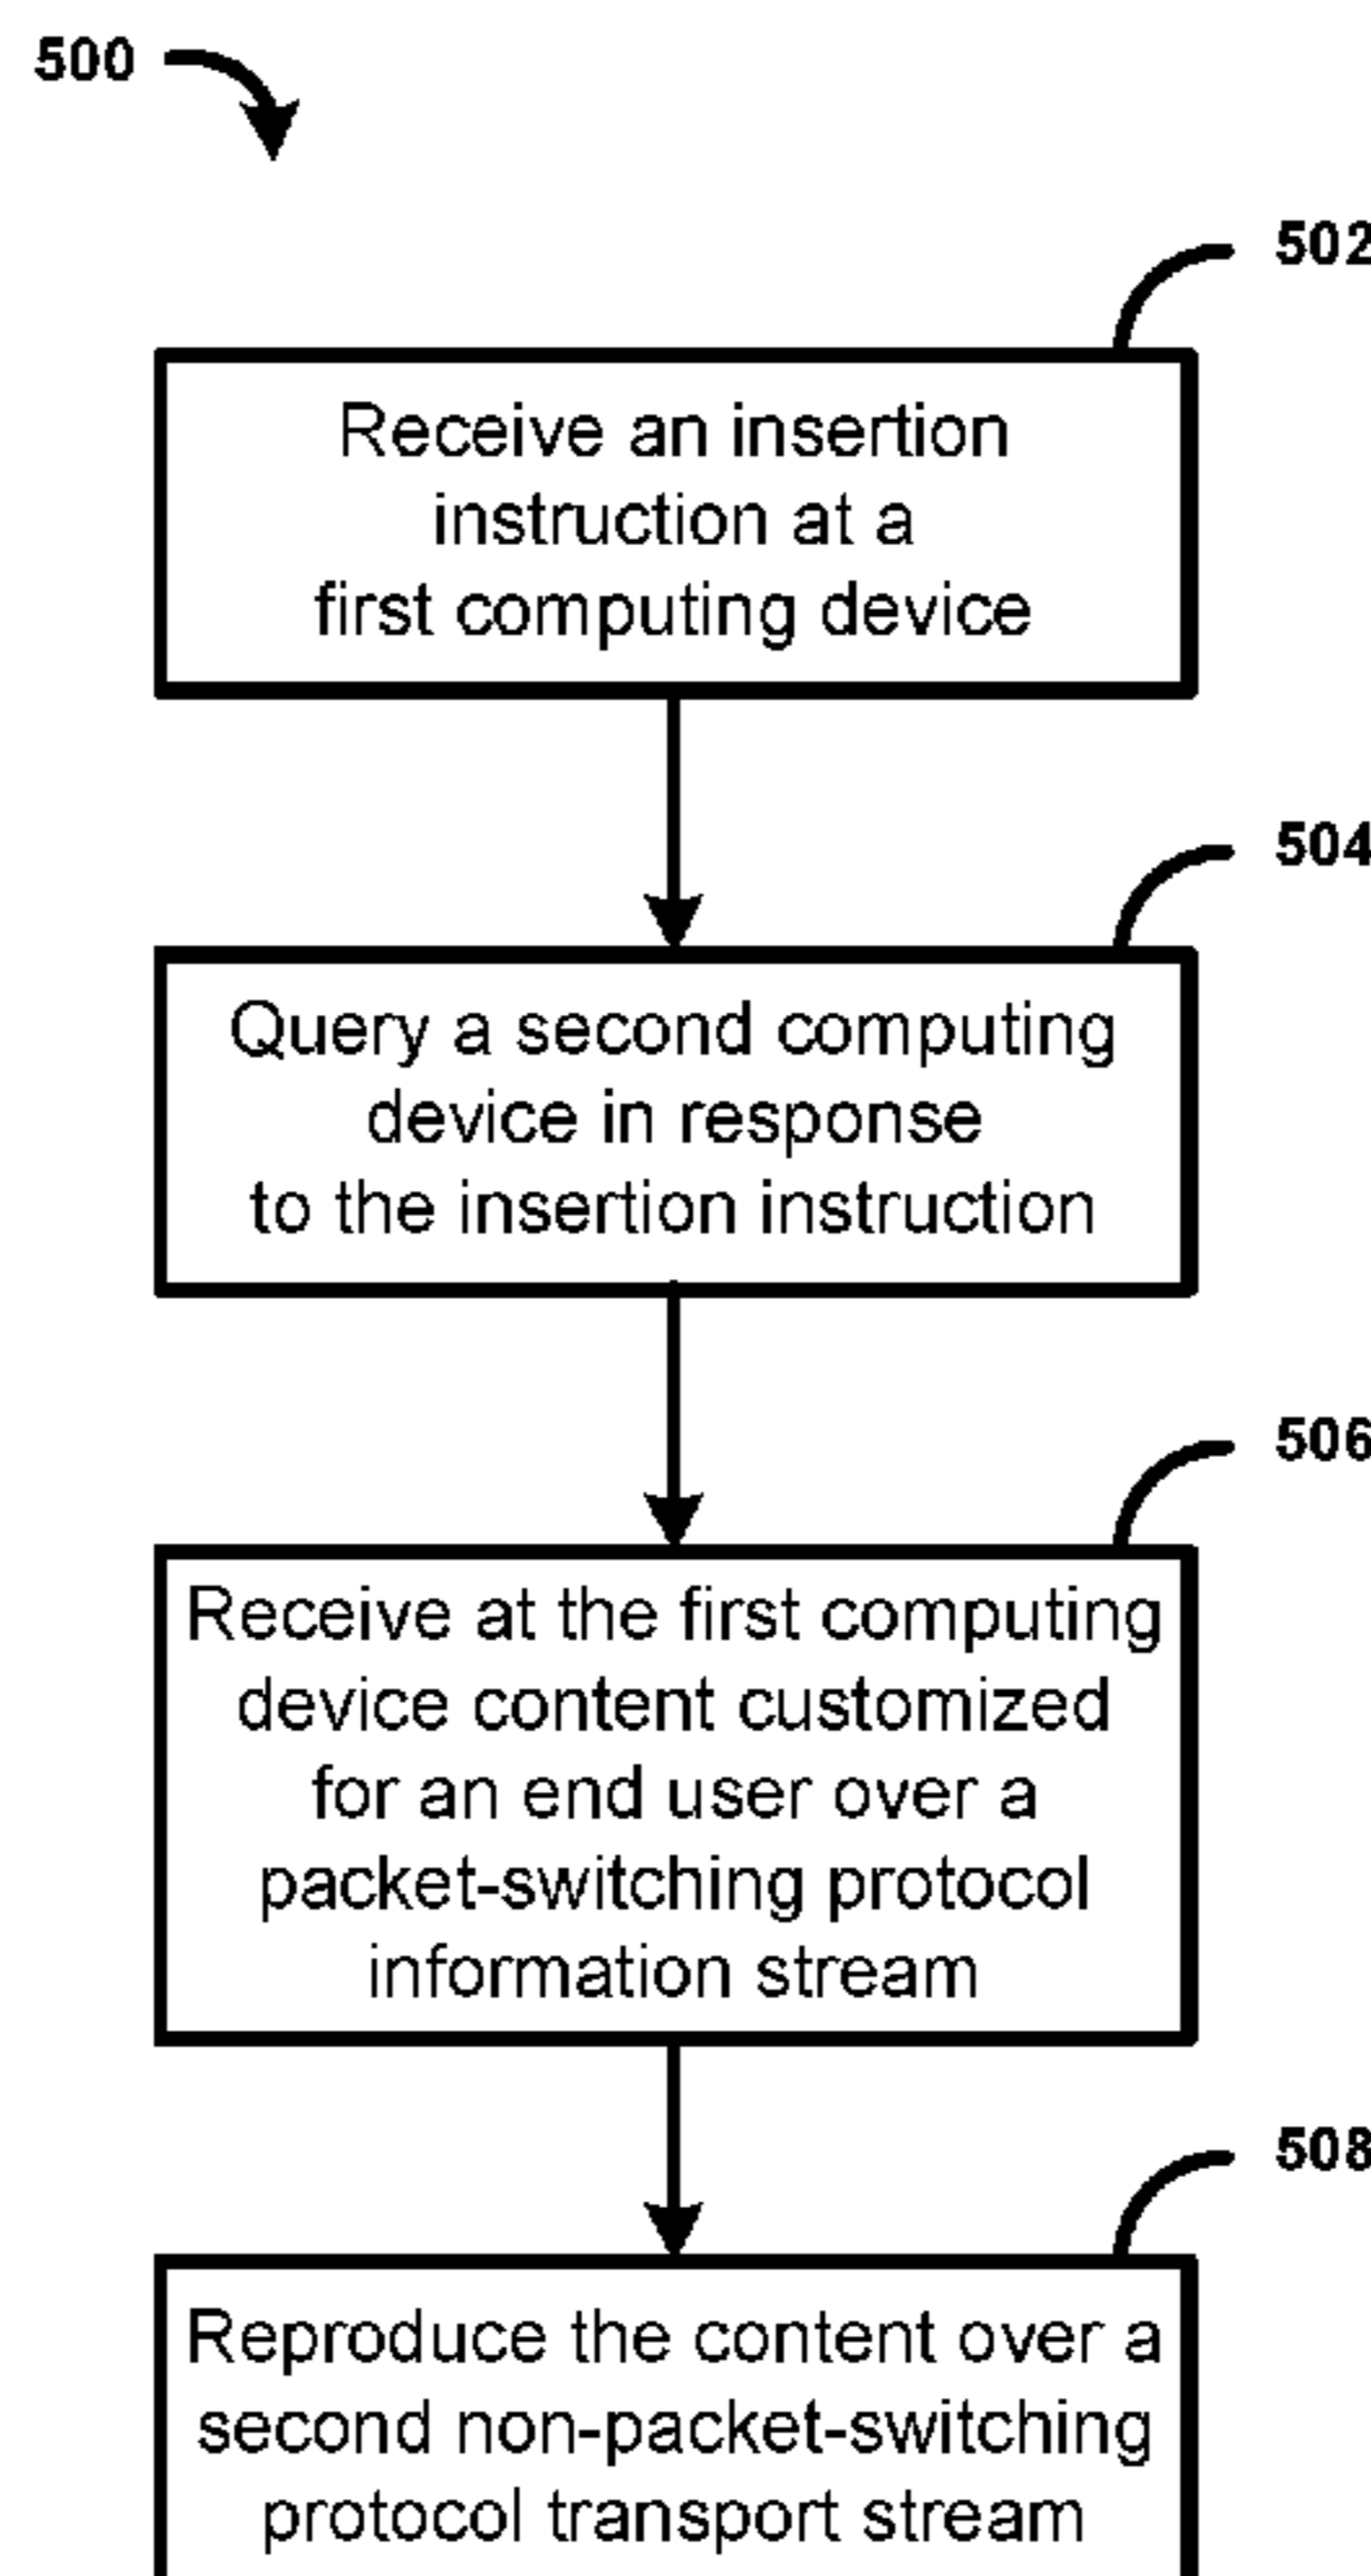 500
502
Receive an insertion
instruction at a
first computing device
504
Query a second computing
device in response
to the insertion instruction
506
Receive at the first computing
device content customized
for an end user over a
packet-switching protocol
information stream
508
Reproduce the content over a
second non-packet-switching
protocol transport stream